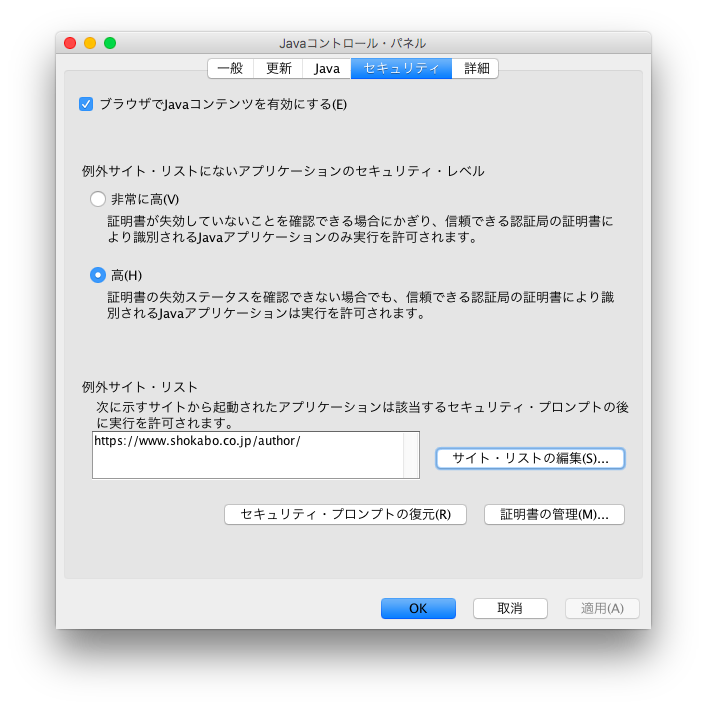 Javaコントロール・パネル
一般 更新 Java セキュリティ 詳細
ブラウザでJavaコンテンツを有効にする(E)
例外サイト・リストにないアプリケーションのセキュリティ・レベル
非常に高(V)
証明書が失効していないことを確認できる場合にかぎり、信頼できる認証局の証明書に
より識別されるJavaアプリケーションのみ実行を許可されます。
高(H)
証明書の失効ステータスを確認できない場合でも、信頼できる認証局の証明書により識
別されるJavaアプリケーションは実行を許可されます。
例外サイト・リスト
次に示すサイトから起動されたアプリケーションは該当するセキュリティ・プロンプトの後
に実行を許可されます。
https://www.shokabo.co.jp/author/
サイト・リストの編集(S)...
セキュリティ・プロンプトの復元(R) 証明書の管理(M)...
OK 取消 適用(A)